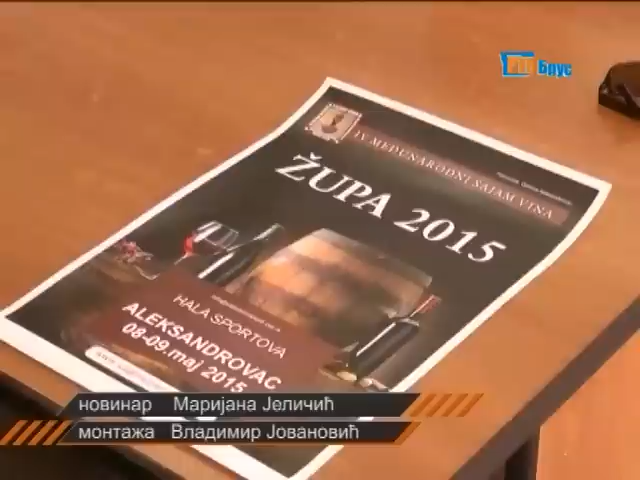 Брус
IV MEĐUNARODNI SAJAM VINA
ŽUPA 2015
HALA SPORTOVA
ALEKSANDROVAC
08-09.maj 2015
новинар Маријана Јеличић
монтажа Владимир Јовановић